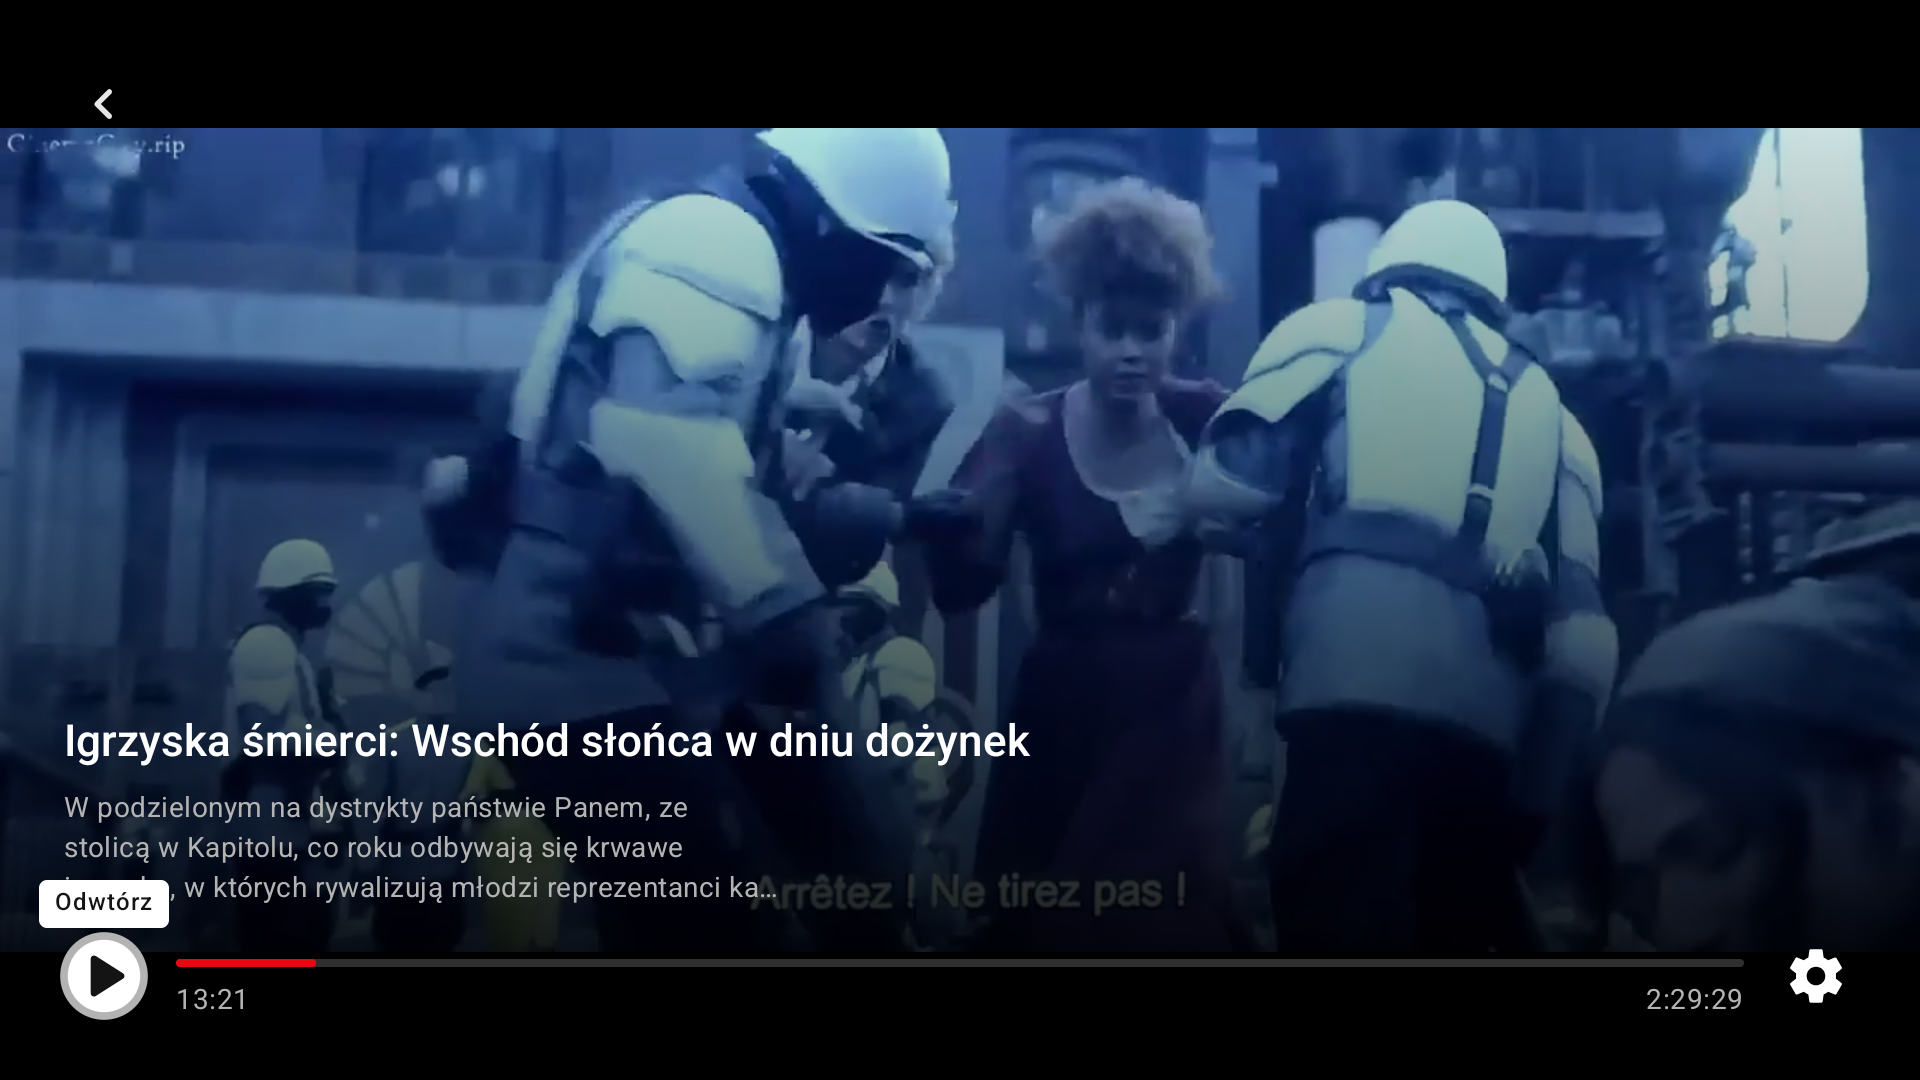 Igrzyska śmierci: Wschód słońca w dniu dożynek
W podzielonym na dystrykty państwie Panem, ze
stolicą w Kapitolu, co roku odbywają się krwawe
, w których rywalizują młodzi reprezentanci ka...
Arrêtez ! Ne tirez pas !
Odwtórz
13:21
2:29:29